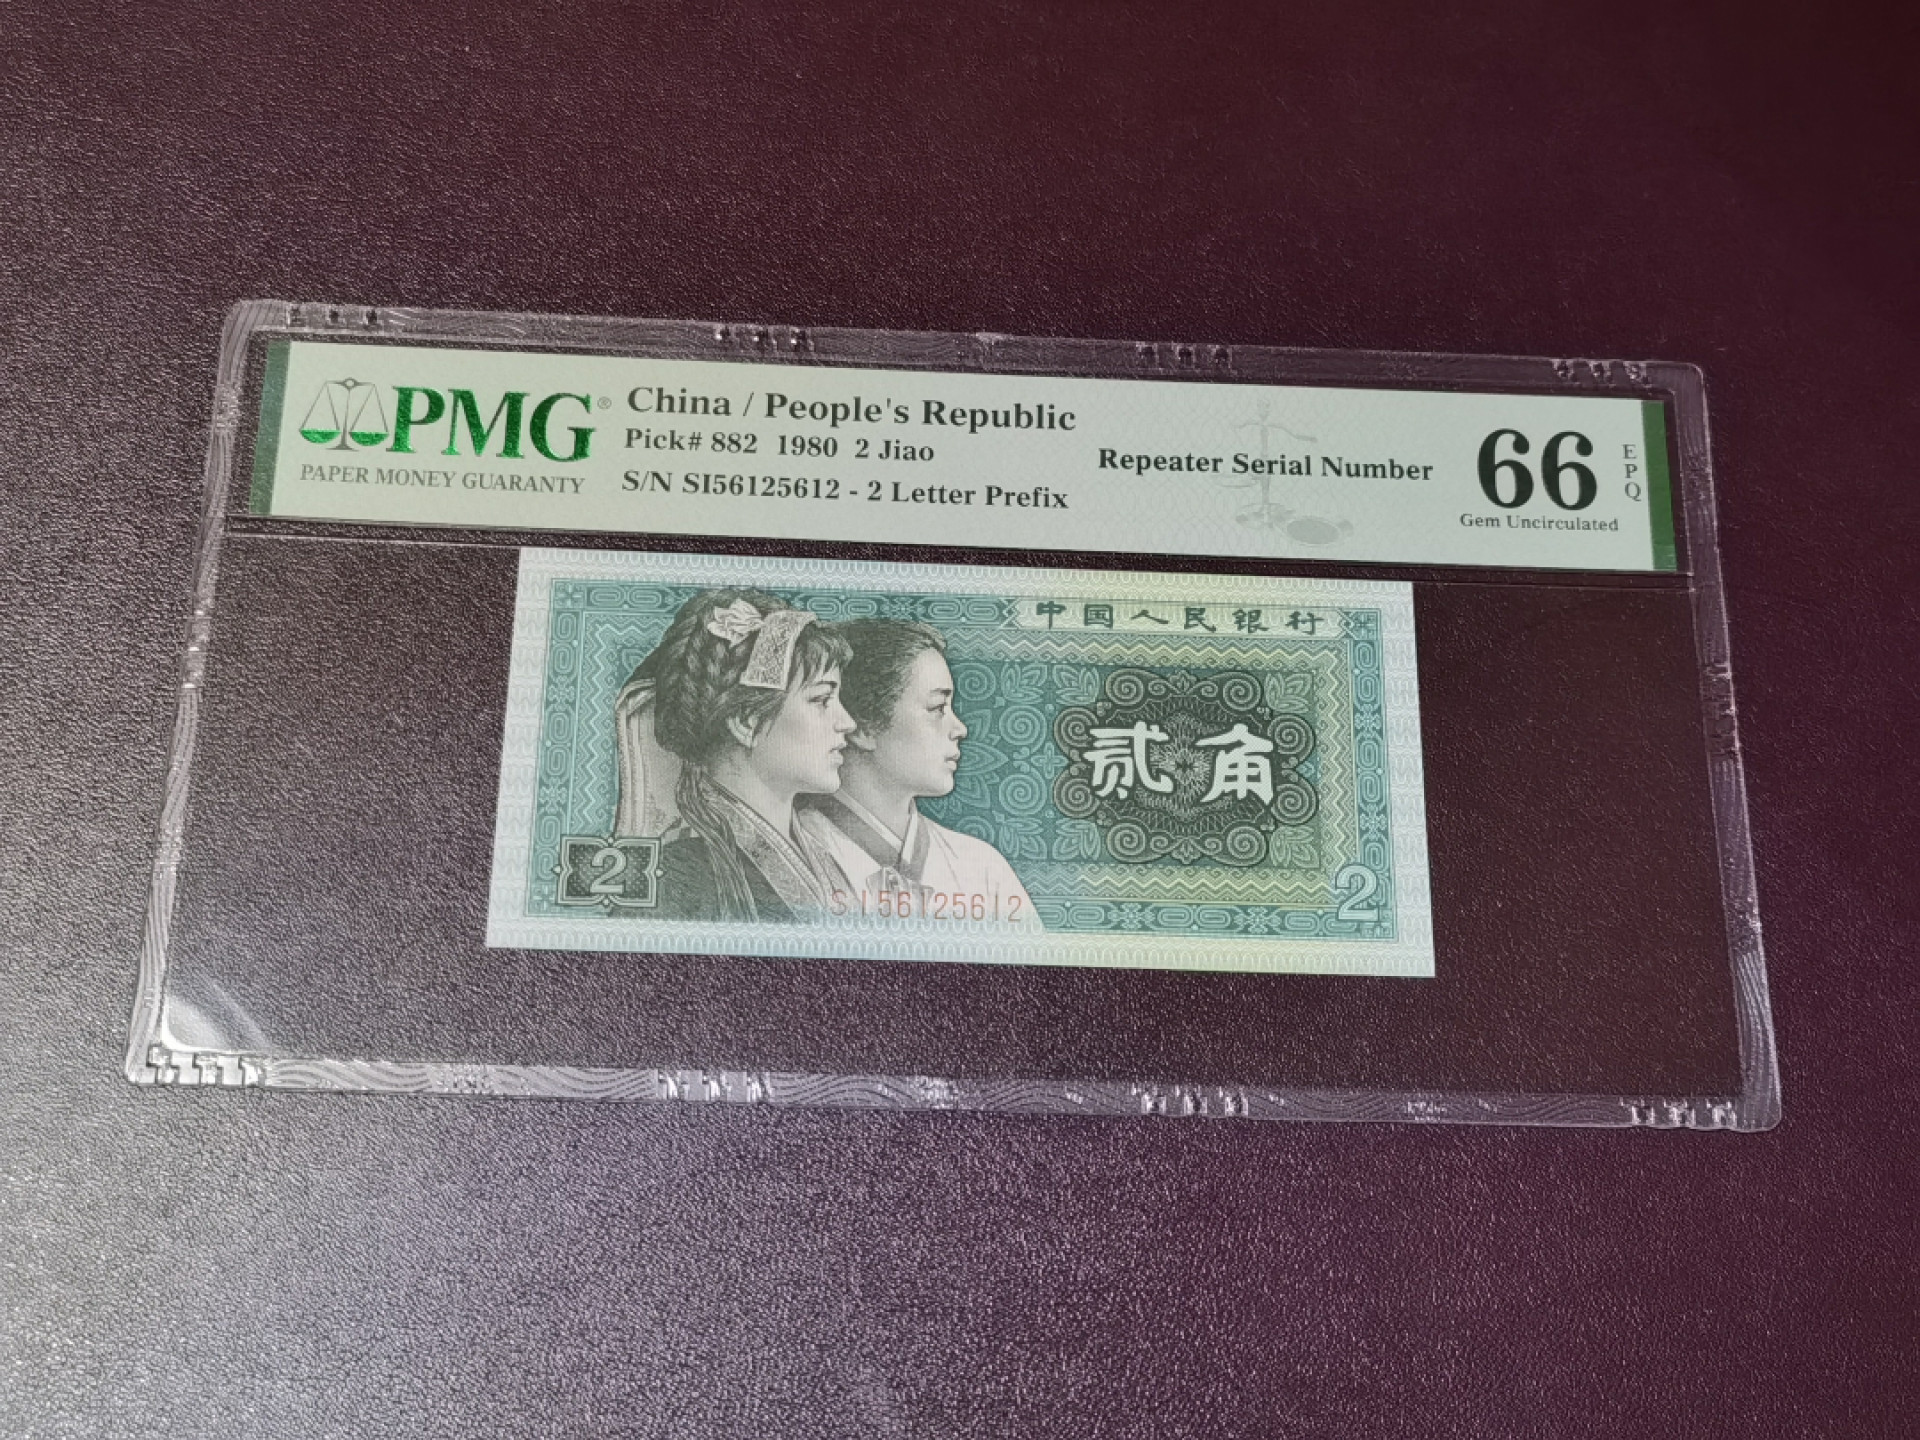 PMG®
PAPER MONEY GUARANTY
China / People's Republic
Pick# 882 1980 2 Jiao
S/N SI56125612 - 2 Letter Prefix
Repeater Serial Number
66
EPQ
Gem Uncirculated
中国人民银行
贰角
2
SI56125612
2